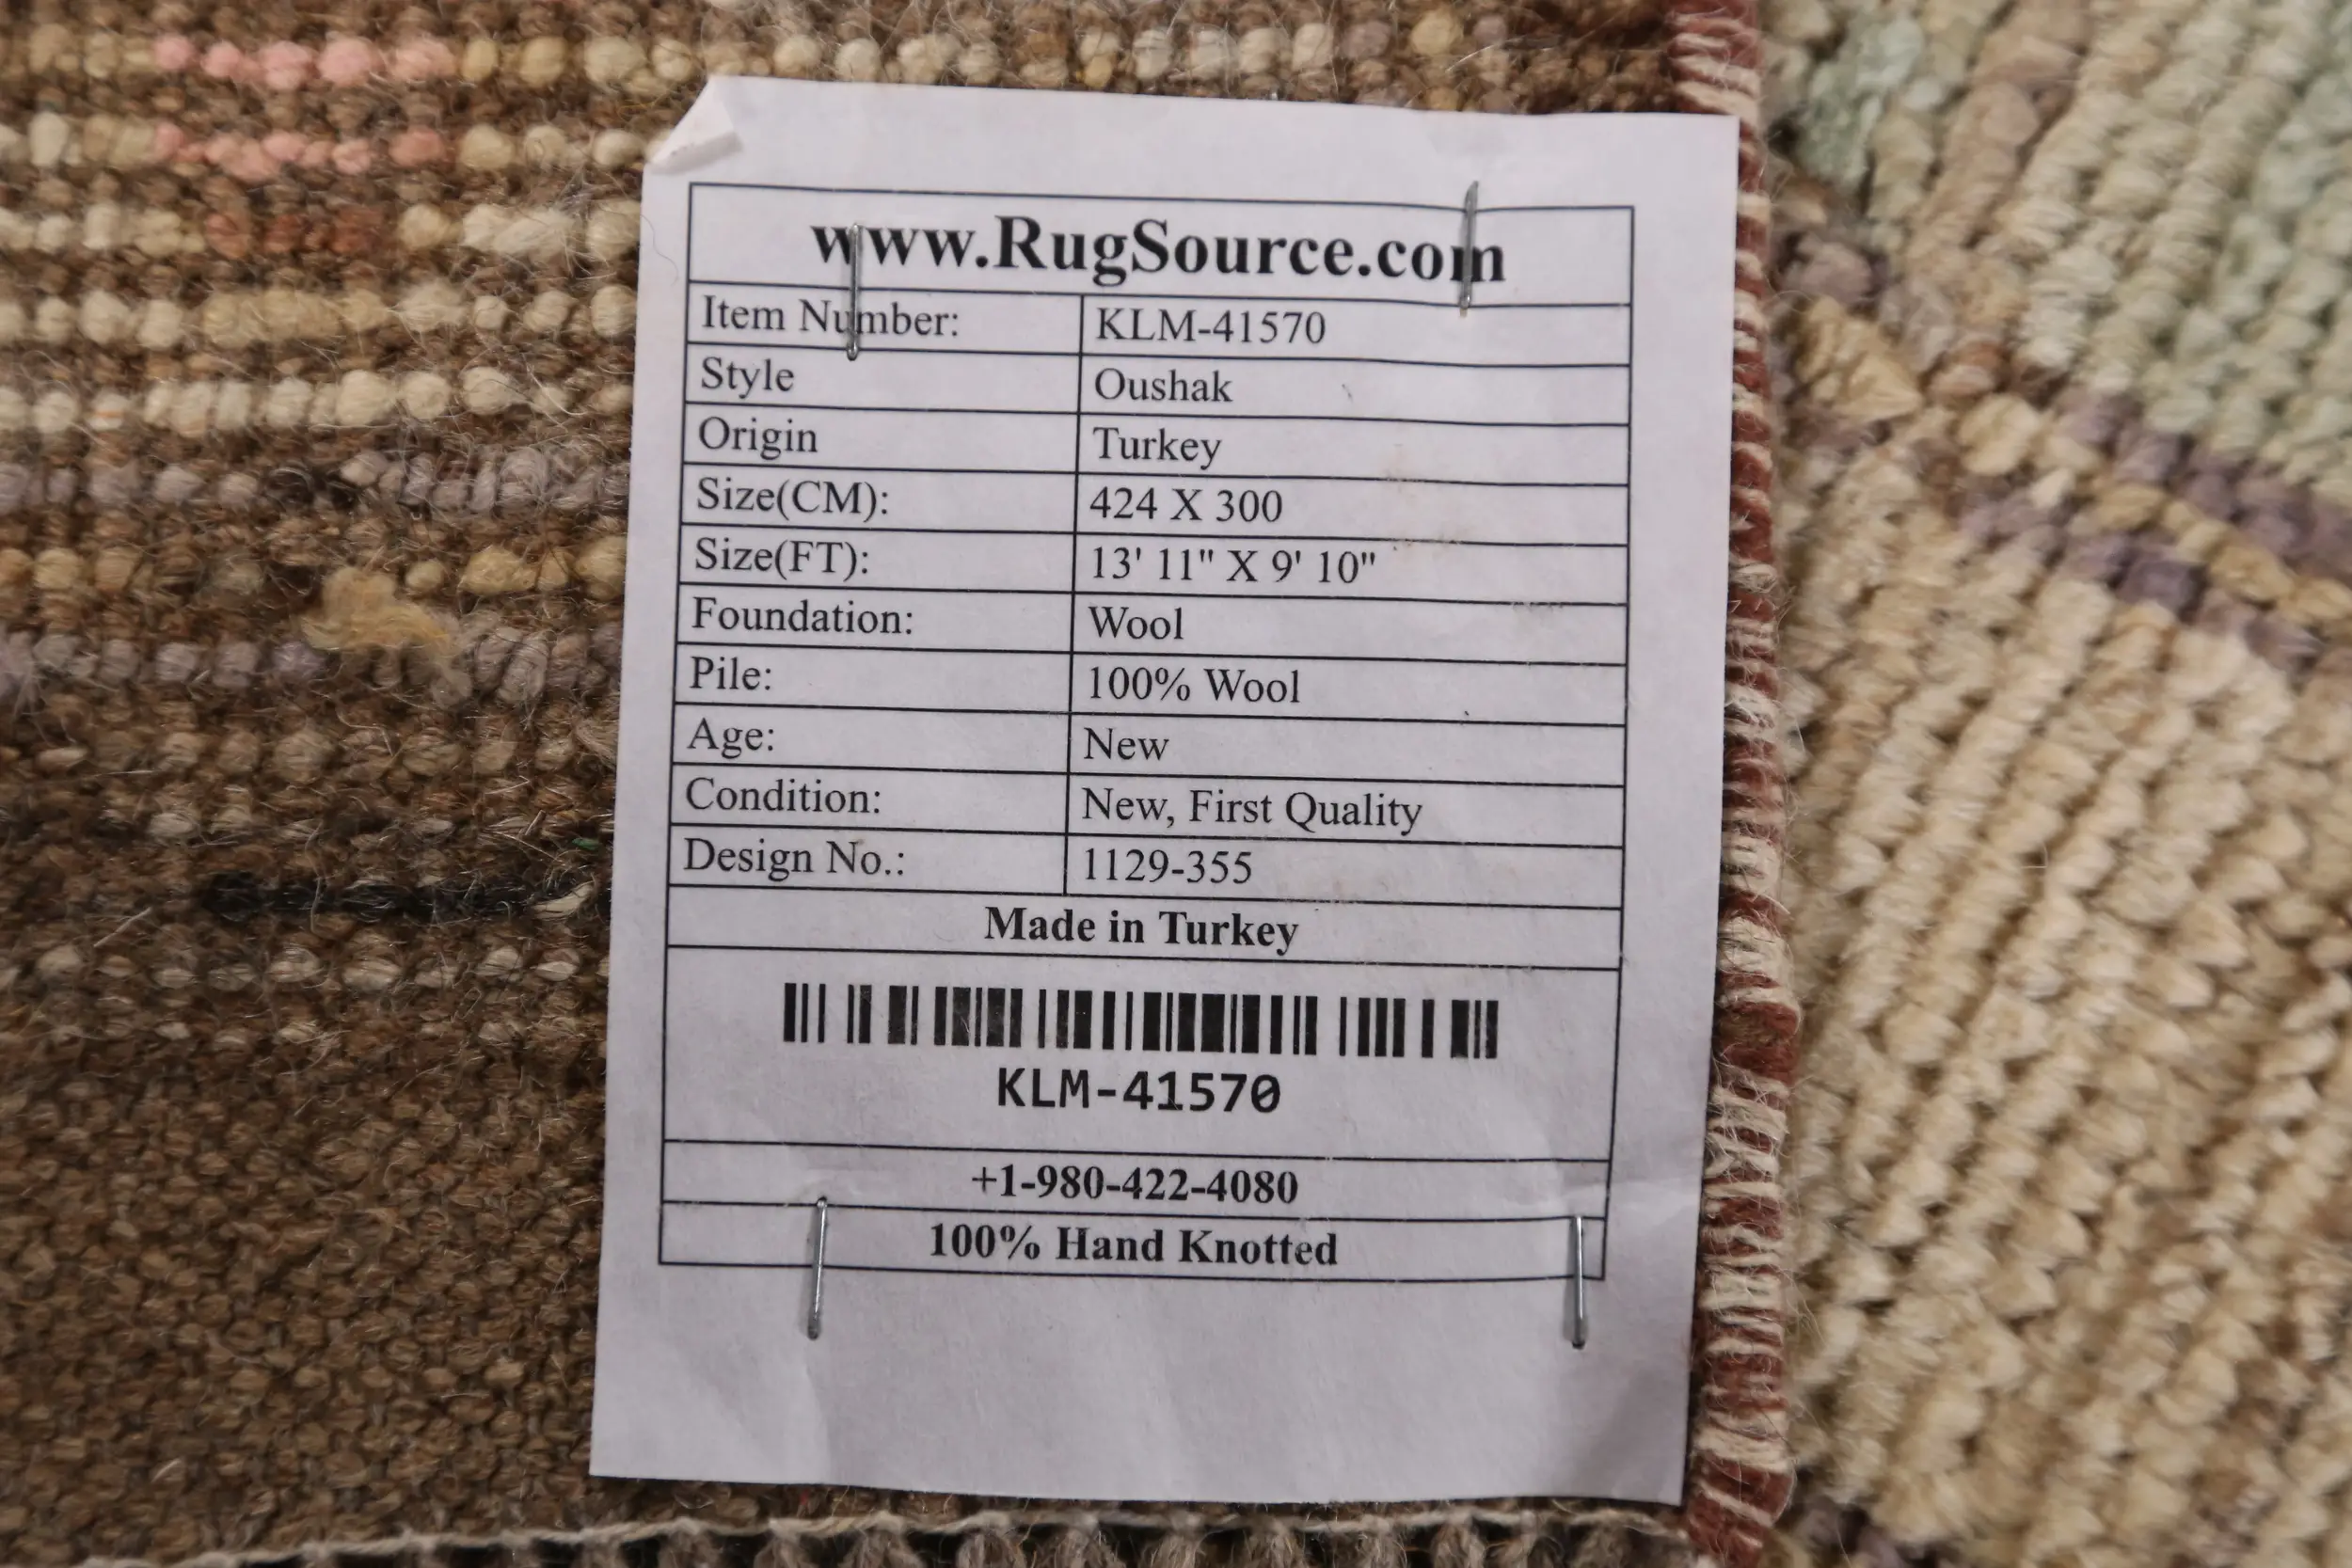 www.RugSource.com
Item Number: KLM-41570
Style Oushak
Origin Turkey
Size(CM): 424 X 300
Size(FT): 13' 11" X 9' 10"
Foundation: Wool
Pile: 100% Wool
Age: New
Condition: New, First Quality
Design No.: 1129-355
Made in Turkey
KLM-41570
+1-980-422-4080
100% Hand Knotted